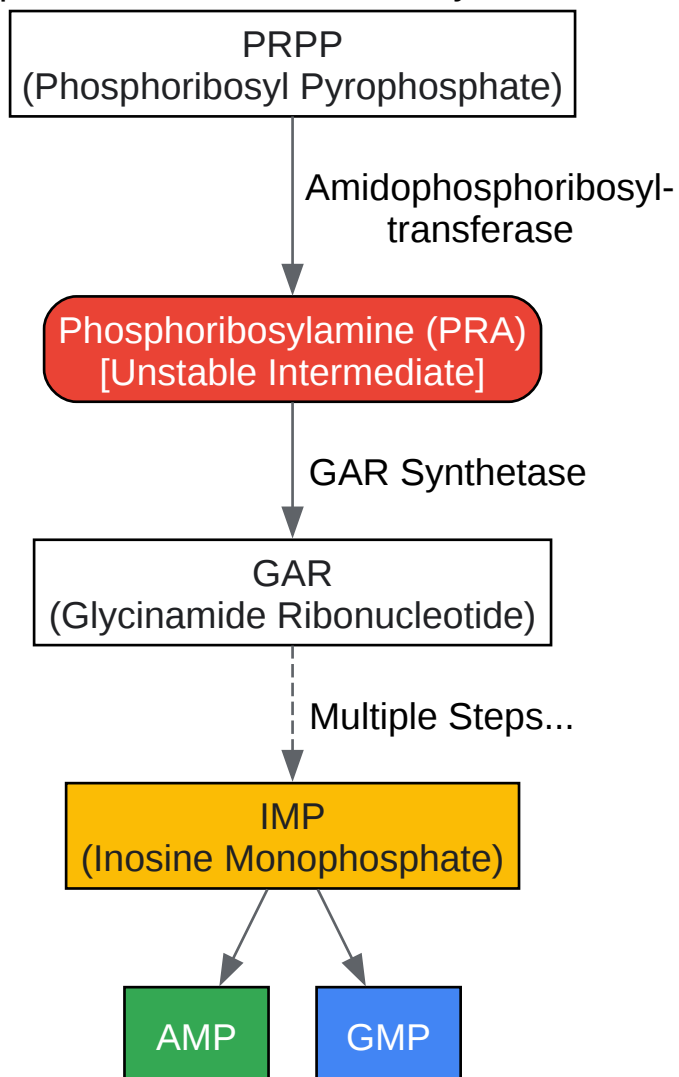 PRPP
(Phosphoribosyl Pyrophosphate)
Amidophosphoribosyl-
transferase
Phosphoribosylamine (PRA)
[Unstable Intermediate]
GAR Synthetase
GAR
(Glycinamide Ribonucleotide)
Multiple Steps...
IMP
(Inosine Monophosphate)
AMP
GMP